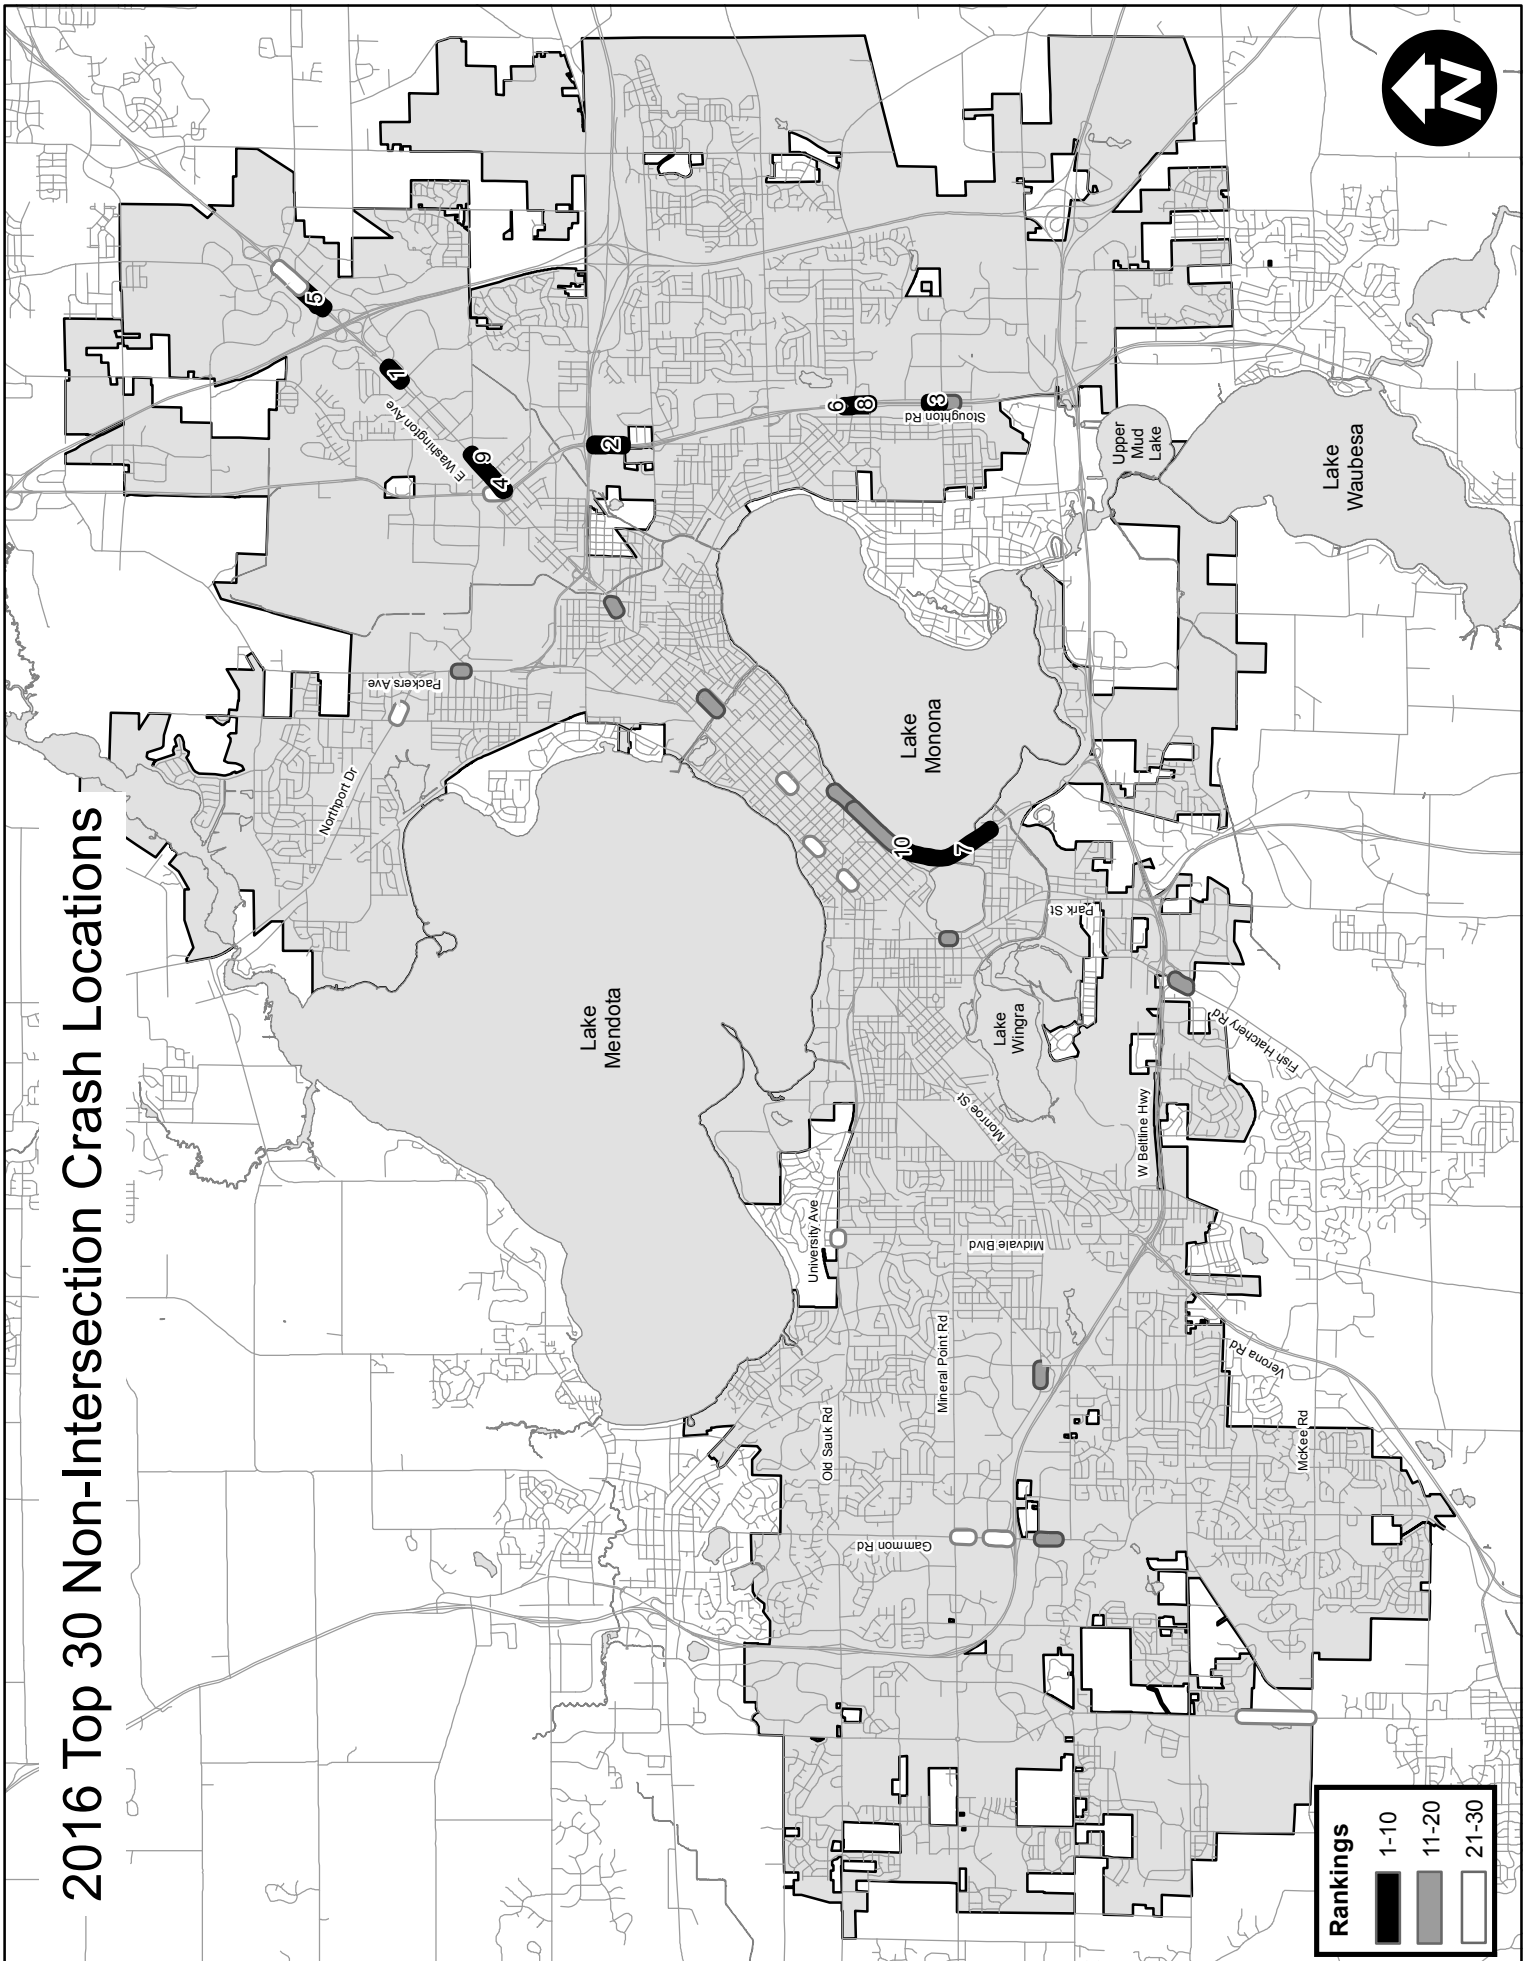 2016 Top 30 Non-Intersection Crash Locations
N
5
1
E Washington Ave
9
4
2
6
8
3
Stoughton Rd
Upper
Mud
Lake
Lake
Waubesa
Packers Ave
Northport Dr
Lake
Monona
10
7
Park St
Lake
Mendota
Lake
Wingra
Fish Hatchery Rd
Monroe St
W Beltline Hwy
University Ave
Midvale Blvd
Mineral Point Rd
Verona Rd
Old Sauk Rd
McKee Rd
Gammon Rd
Rankings
1-10
11-20
21-30